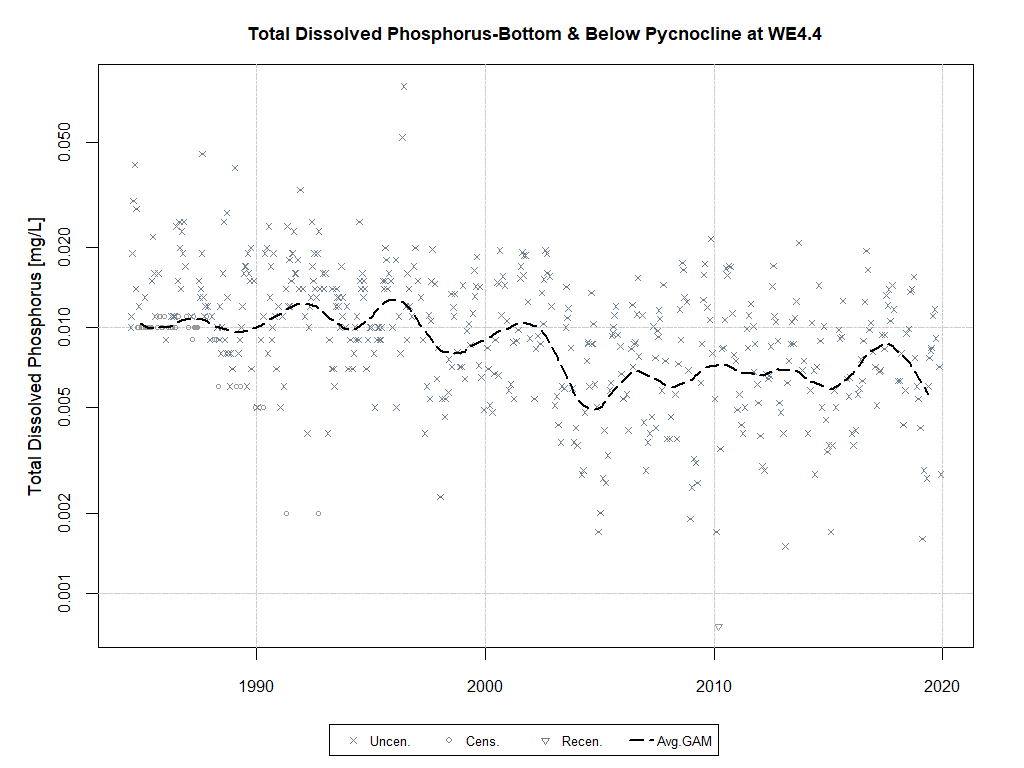 Total Dissolved Phosphorus-Bottom & Below Pycnocline at WE4.4
Total Dissolved Phosphorus [mg/L]
0.050
0.020
0.010
0.005
0.002
0.001
1990 2000 2010 2020
Uncen. Cens. Recen. Avg.GAM